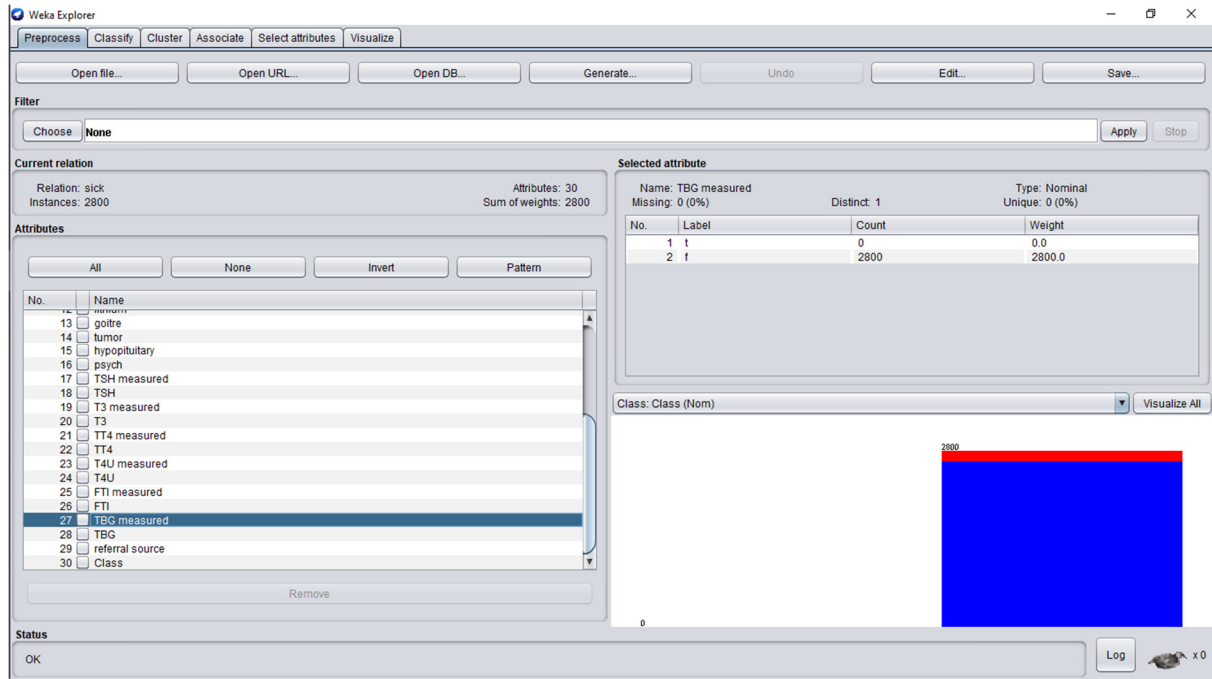 Weka Explorer
Preprocess Classify Cluster Associate Select attributes Visualize
Open file... Open URL... Open DB... Generate... Undo Edit... Save...
Filter
Choose None Apply Stop
Current relation
Relation: sick Attributes: 30
Instances: 2800 Sum of weights: 2800
Attributes
All None Invert Pattern
No. Name
12 lithium
13 goitre
14 tumor
15 hypopituitary
16 psych
17 TSH measured
18 TSH
19 T3 measured
20 T3
21 TT4 measured
22 TT4
23 T4U measured
24 T4U
25 FTI measured
26 FTI
27 TBG measured
28 TBG
29 referral source
30 Class
Remove
Selected attribute
Name: TBG measured Type: Nominal
Missing: 0 (0%) Distinct: 1 Unique: 0 (0%)
No. Label Count Weight
1 t 0 0.0
2 f 2800 2800.0
Class: Class (Nom) Visualize All
2800
0
Status
OK
Log x 0